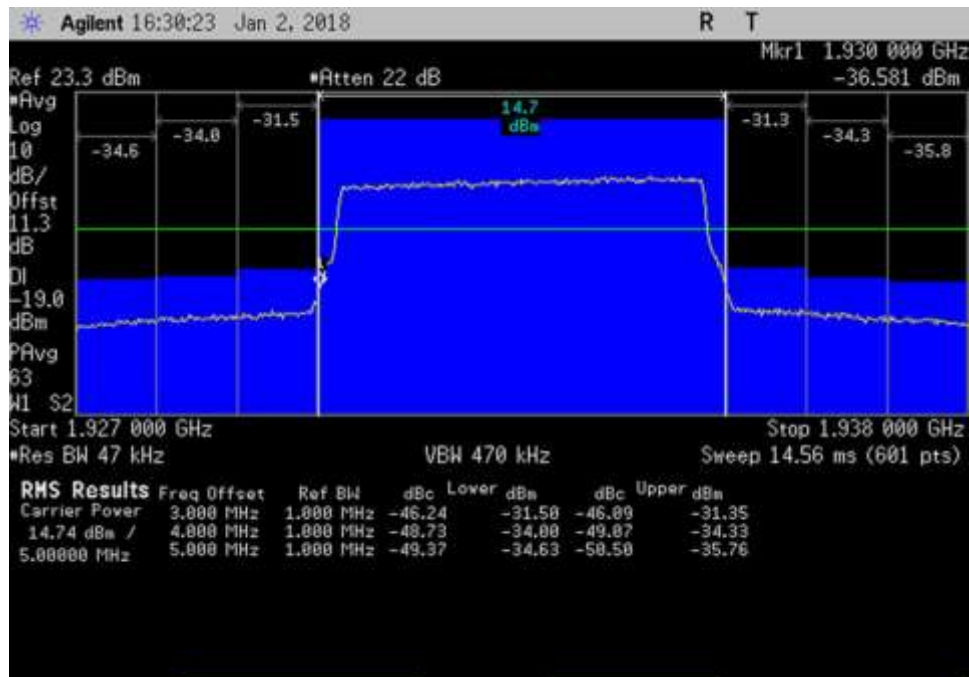 Agilent 16:30:23 Jan 2, 2018 R T
Mkr1 1.930 000 GHz
Ref 23.3 dBm *Atten 22 dB -36.581 dBm
*Avg
Log
10
dB/
Offst
11.3
dB
DI
-19.0
dBm
PAvg
63
W1 S2
14.7
dBm
-34.6 -34.0 -31.5 -31.3 -34.3 -35.8
Start 1.927 000 GHz Stop 1.938 000 GHz
*Res BW 47 kHz VBW 470 kHz Sweep 14.56 ms (601 pts)
RMS Results Freq Offset Ref BW dBc Lower dBm dBc Upper dBm
Carrier Power 3.000 MHz 1.000 MHz -46.24 -31.50 -46.09 -31.35
14.74 dBm / 4.000 MHz 1.000 MHz -48.73 -34.00 -49.07 -34.33
5.00000 MHz 5.000 MHz 1.000 MHz -49.37 -34.63 -50.50 -35.76